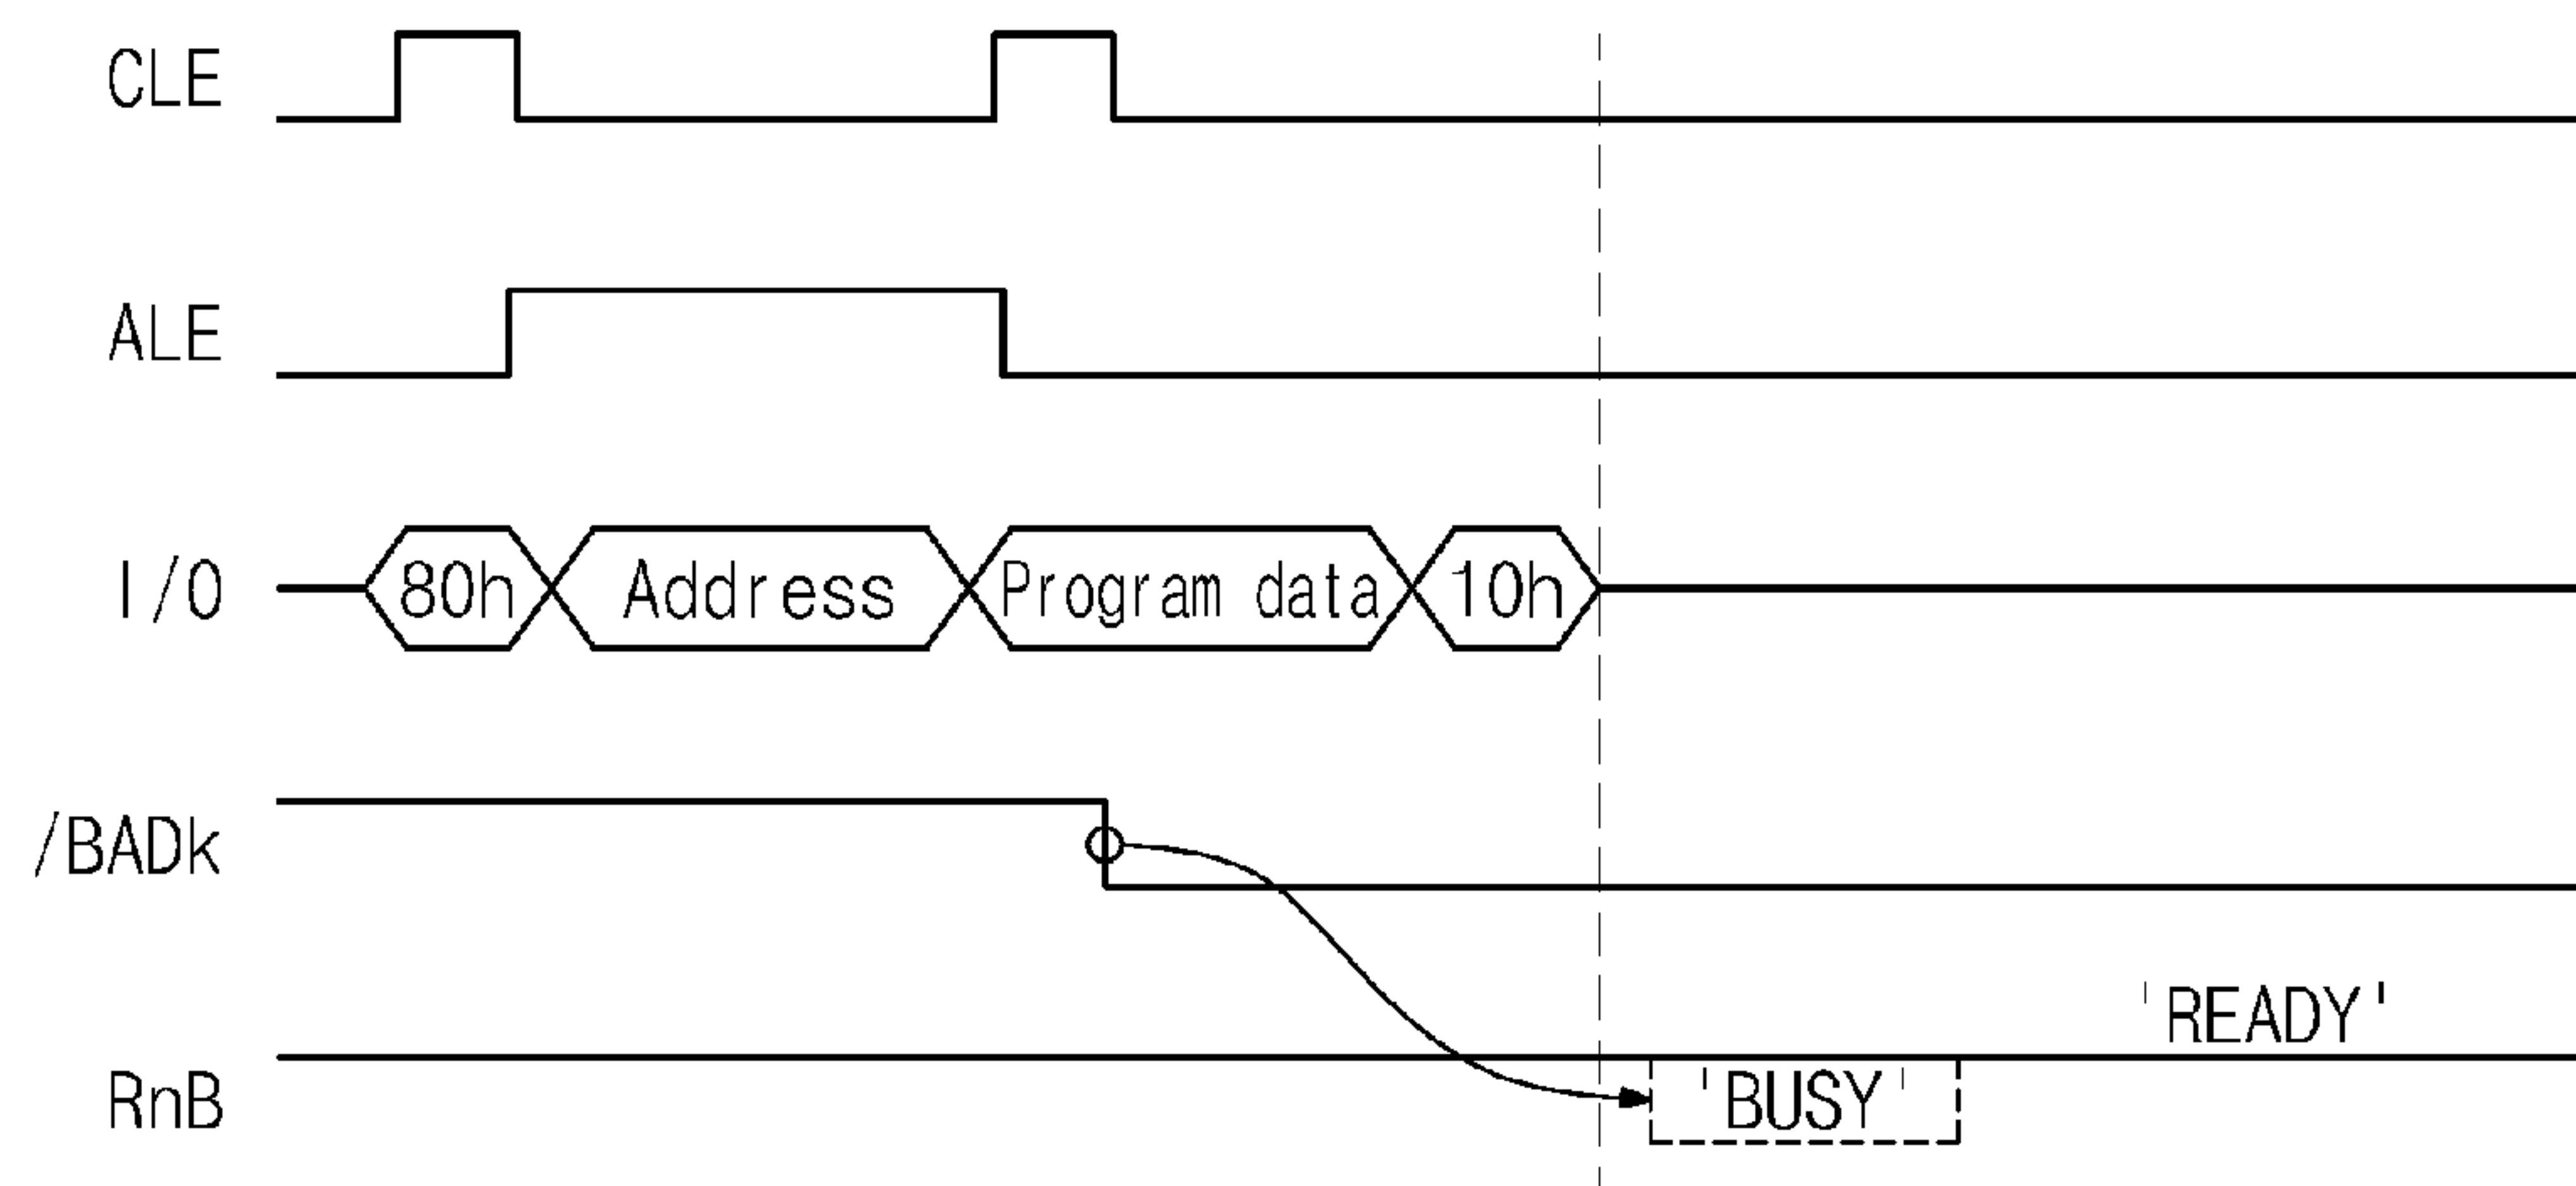 CLE
ALE
I/O 80h Address Program data 10h
/BADk
'READY'
RnB 'BUSY'